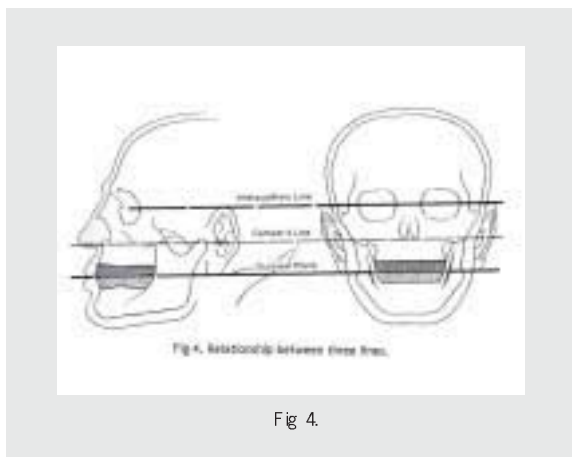 Interpupillary Line
Camper's Line
Occlusal Plane
Fig 4. Relationship between three lines.
Fig 4.